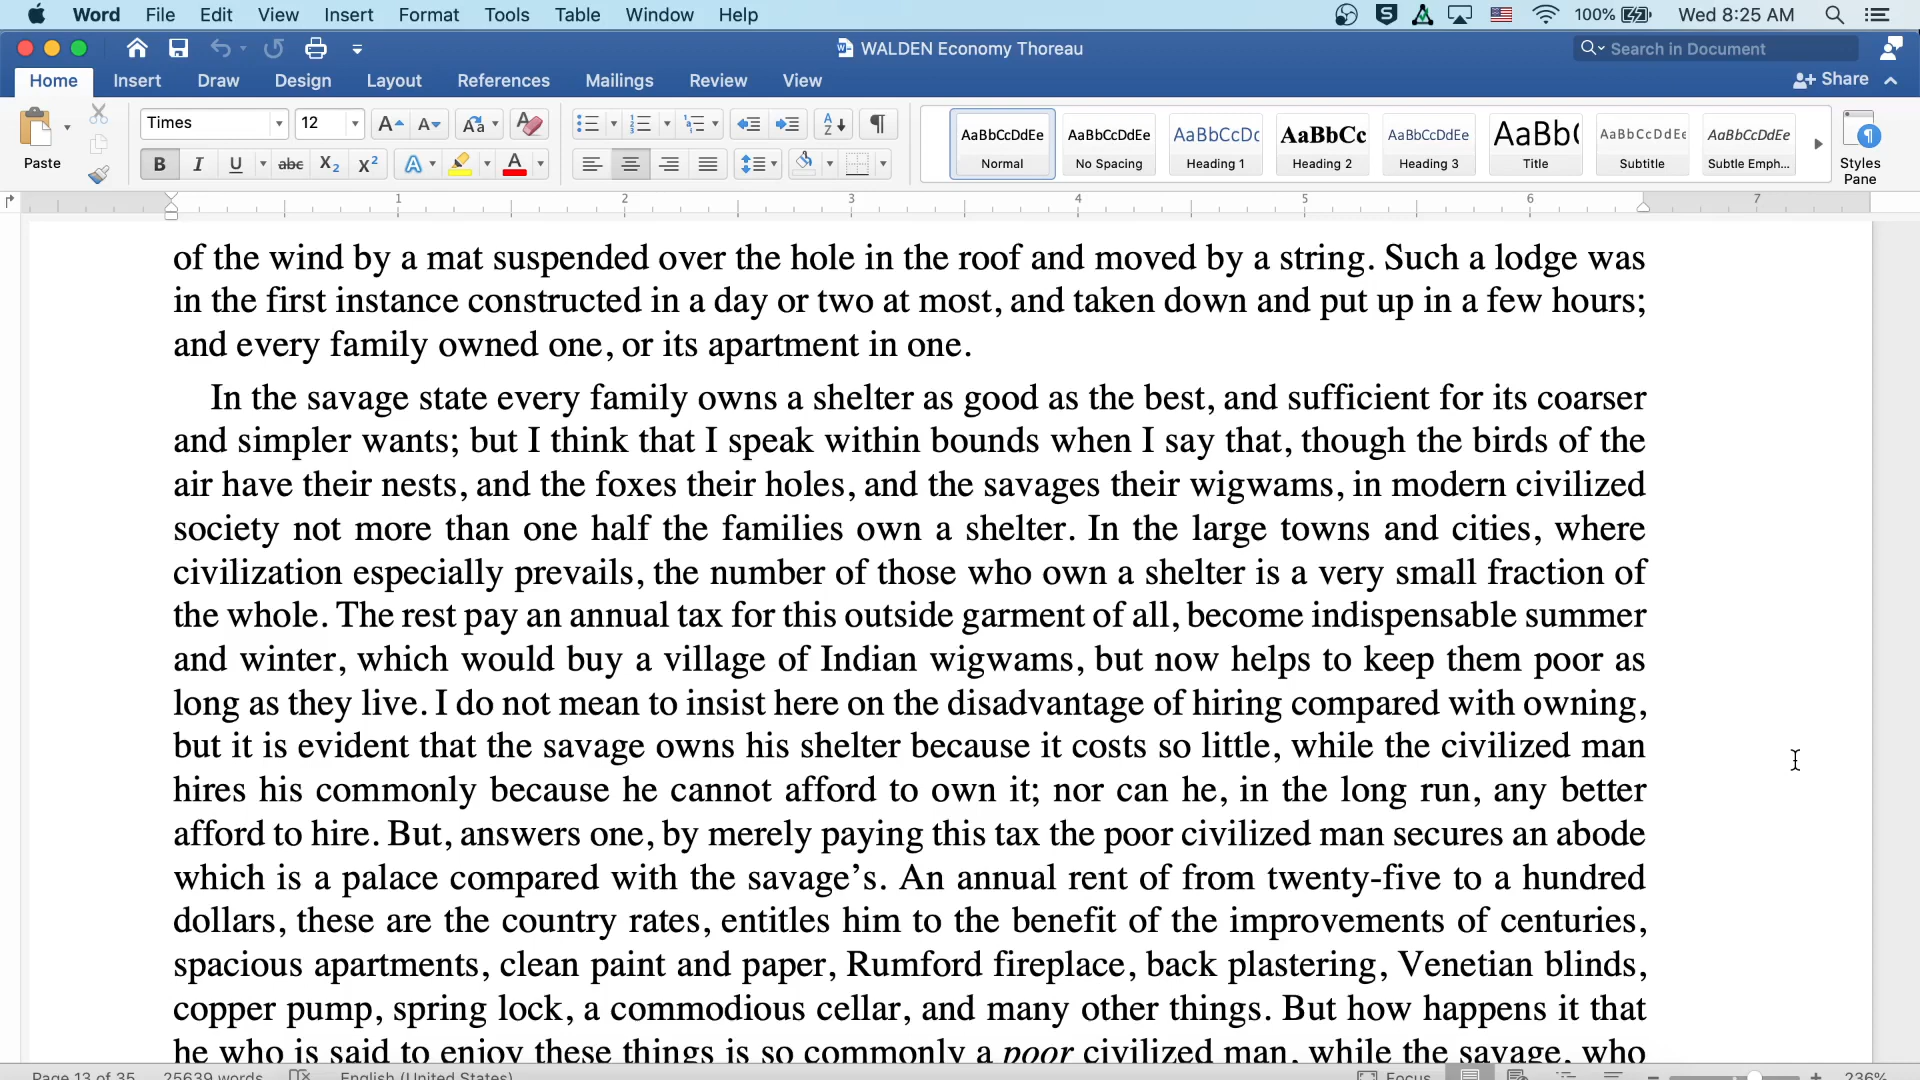 Word File Edit View Insert Format Tools Table Window Help 100% Wed 8:25 AM
WALDEN Economy Thoreau Search in Document
Home Insert Draw Design Layout References Mailings Review View Share
Times 12 Aa A
AaBbCcDdEe AaBbCcDdEe AaBbCcDc AaBbCc AaBbCcDdEe AaBb( AaBbCcDdEe AaBbCcDdEe
Paste B I U abc X2 X2 A A Normal No Spacing Heading 1 Heading 2 Heading 3 Title Subtitle Subtle Emph... Styles
Pane
1 2 3 4 5 6 7
of the wind by a mat suspended over the hole in the roof and moved by a string. Such a lodge was
in the first instance constructed in a day or two at most, and taken down and put up in a few hours;
and every family owned one, or its apartment in one.
In the savage state every family owns a shelter as good as the best, and sufficient for its coarser
and simpler wants; but I think that I speak within bounds when I say that, though the birds of the
air have their nests, and the foxes their holes, and the savages their wigwams, in modern civilized
society not more than one half the families own a shelter. In the large towns and cities, where
civilization especially prevails, the number of those who own a shelter is a very small fraction of
the whole. The rest pay an annual tax for this outside garment of all, become indispensable summer
and winter, which would buy a village of Indian wigwams, but now helps to keep them poor as
long as they live. I do not mean to insist here on the disadvantage of hiring compared with owning,
but it is evident that the savage owns his shelter because it costs so little, while the civilized man
hires his commonly because he cannot afford to own it; nor can he, in the long run, any better
afford to hire. But, answers one, by merely paying this tax the poor civilized man secures an abode
which is a palace compared with the savage’s. An annual rent of from twenty-five to a hundred
dollars, these are the country rates, entitles him to the benefit of the improvements of centuries,
spacious apartments, clean paint and paper, Rumford fireplace, back plastering, Venetian blinds,
copper pump, spring lock, a commodious cellar, and many other things. But how happens it that
he who is said to enjoy these things is so commonly a poor civilized man, while the savage, who
Page 13 of 35 25639 words English (United States) Focus 236%